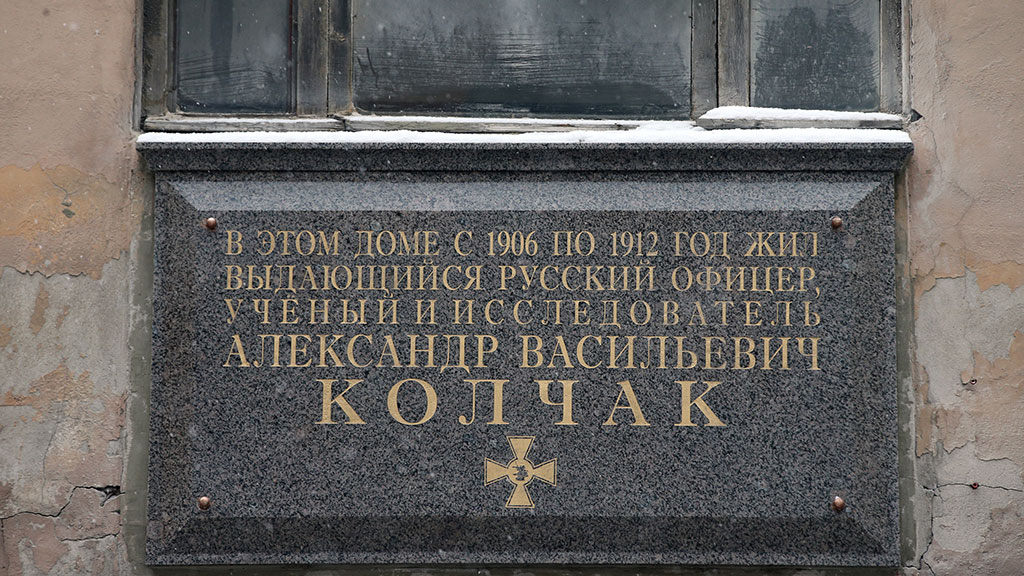 В ЭТОМ ДОМЕ С 1906 ПО 1912 ГОД ЖИЛ
ВЫДАЮЩИЙСЯ РУССКИЙ ОФИЦЕР,
УЧЁНЫЙ И ИССЛЕДОВАТЕЛЬ
АЛЕКСАНДР ВАСИЛЬЕВИЧ
КОЛЧАК